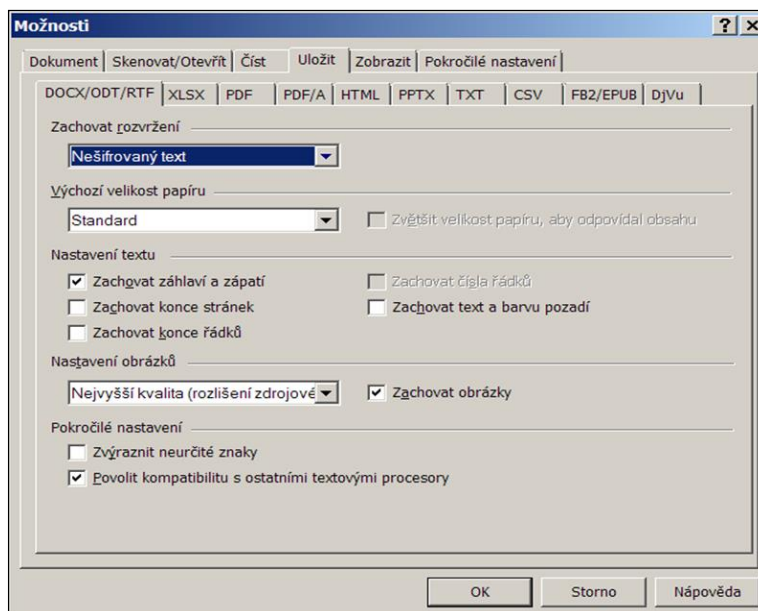 Možnosti
Dokument Skenovat/Otevřít Číst Uložit Zobrazit Pokročilé nastavení
DOCX/ODT/RTF XLSX PDF PDF/A HTML PPTX TXT CSV FB2/EPUB DjVu
Zachovat rozvržení
Nešifrovaný text
Výchozí velikost papíru
Standard Zvětšit velikost papíru, aby odpovídal obsahu
Nastavení textu
Zachovat záhlaví a zápatí Zachovat čísla řádků
Zachovat konce stránek Zachovat text a barvu pozadí
Zachovat konce řádků
Nastavení obrázků
Nejvyšší kvalita (rozlišení zdrojové Zachovat obrázky
Pokročilé nastavení
Zvýraznit neurčité znaky
Povolit kompatibilitu s ostatními textovými procesory
OK Storno Nápověda